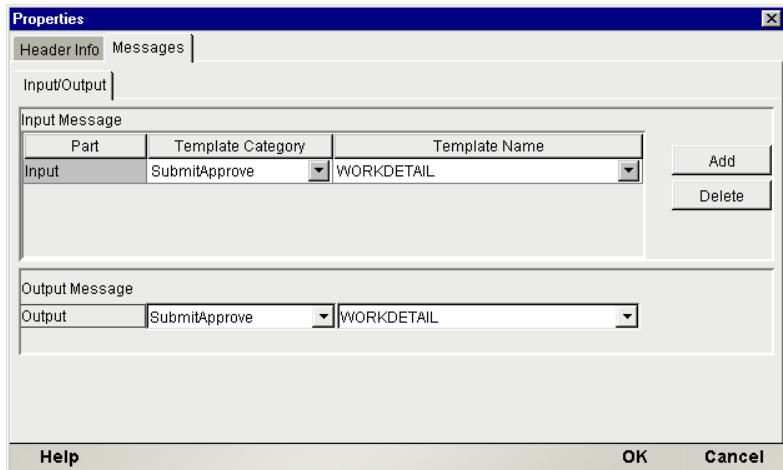 Properties
Header Info Messages
Input/Output
Input Message
Part Template Category Template Name
Input SubmitApprove WORKDETAIL
Add
Delete
Output Message
Output SubmitApprove WORKDETAIL
Help OK Cancel